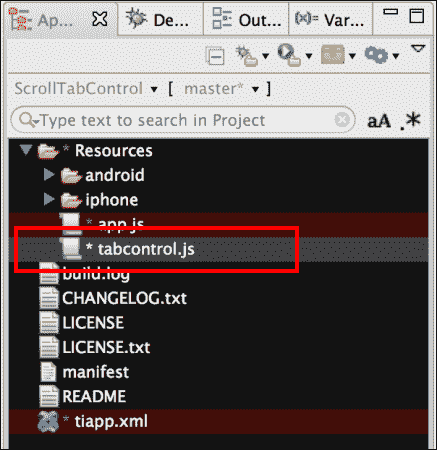 Ap... De... Out... (x)= Var...
ScrollTabControl [ master* ]
Type text to search in Project aA .*
* Resources
android
iphone
* app.js
* tabcontrol.js
build.log
CHANGELOG.txt
LICENSE
LICENSE.txt
manifest
README
* tiapp.xml